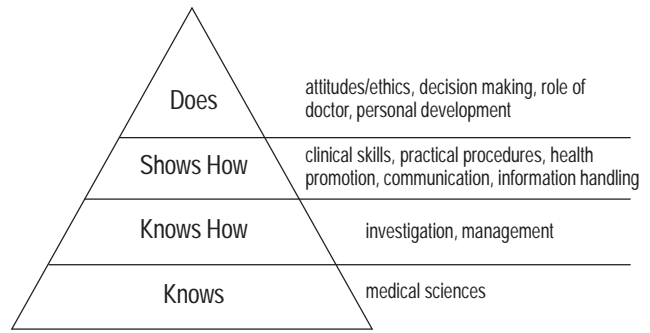 Does
attitudes/ethics, decision making, role of
doctor, personal development
Shows How
clinical skills, practical procedures, health
promotion, communication, information handling
Knows How
investigation, management
Knows
medical sciences